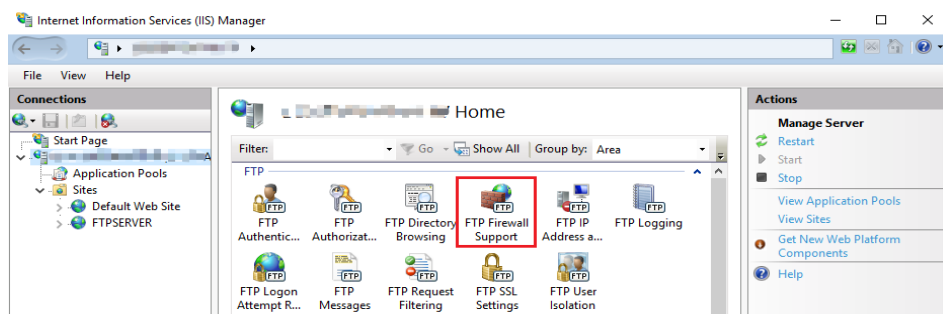 Internet Information Services (IIS) Manager
File View Help
Connections
Start Page
Application Pools
Sites
Default Web Site
FTPSERVER
Home
Filter: Go Show All Group by: Area
FTP
FTP Authentic...
FTP Authorizat...
FTP Directory Browsing
FTP Firewall Support
FTP IP Address a...
FTP Logging
FTP Logon Attempt R...
FTP Messages
FTP Request Filtering
FTP SSL Settings
FTP User Isolation
Actions
Manage Server
Restart
Start
Stop
View Application Pools
View Sites
Get New Web Platform
Components
Help